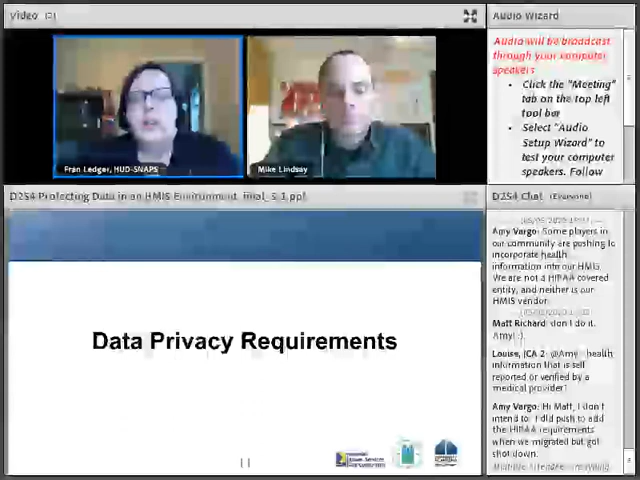 Video (2)
Fran Ledger, HUD-SNAPS
Mike Lindsay
Audio Wizard
Audio will be broadcast
through your computer
speakers
• Click the "Meeting"
tab on the top left
tool bar
• Select "Audio
Setup Wizard" to
test your computer
speakers. Follow
D2S4 Protecting Data in an HMIS Environment_final_5.1.ppt
Data Privacy Requirements
D2S4 Chat (Everyone)
Amy Vargo: Some players in
our community are pushing to
incorporate health
information into our HMIS.
We are not a HIPAA covered
entity, and neither is our
HMIS vendor.
Matt Richard: don't do it.
Amy! :).
Louise, ICA 2: @Amy - health
information that is self
reported or verified by a
medical provider?
Amy Vargo: Hi Matt, I don't
intend to. I did push to add
the HIPAA requirements
when we migrated but got
shot down.